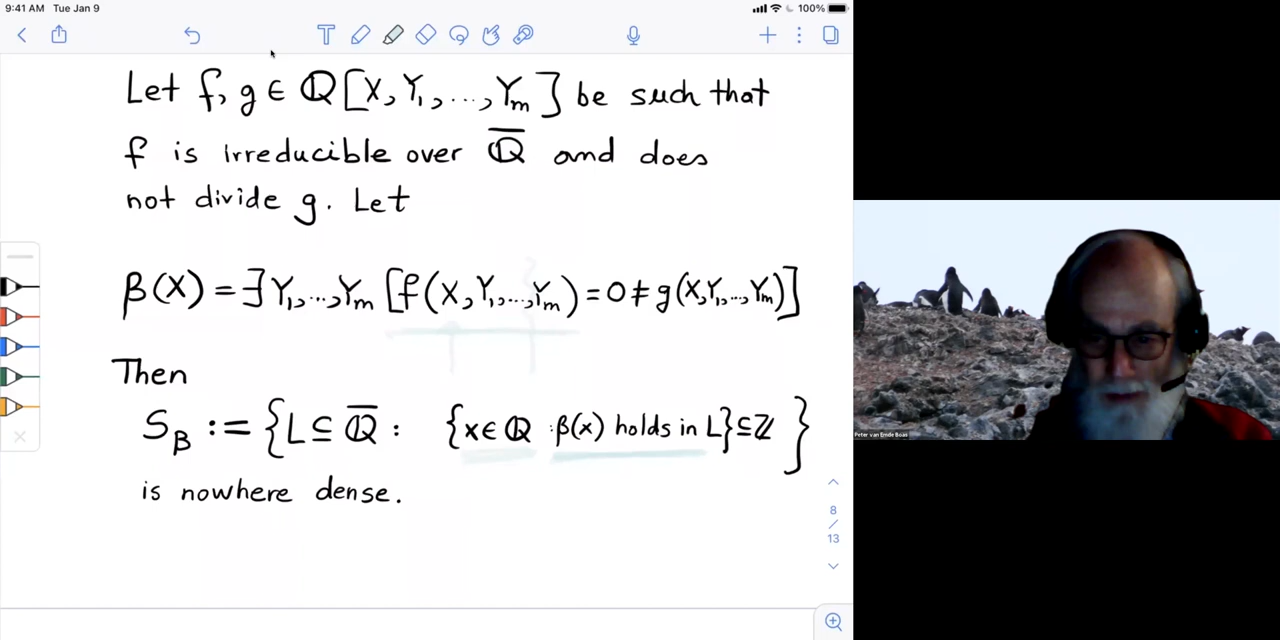 9:41 AM Tue Jan 9
100%
Let f, g ∈ ℚ[X, Y₁, ..., Yₘ] be such that
f is irreducible over ℚ̅ and does
not divide g. Let
β(X) = ∃ Y₁, ..., Yₘ [f(X, Y₁, ..., Yₘ) = 0 ≠ g(X, Y₁, ..., Yₘ)]
Then
S_β := {L ⊆ ℚ̅ : {x ∈ ℚ : β(x) holds in L} ⊆ ℤ }
is nowhere dense.
8
/
13
Peter van Emde Boas